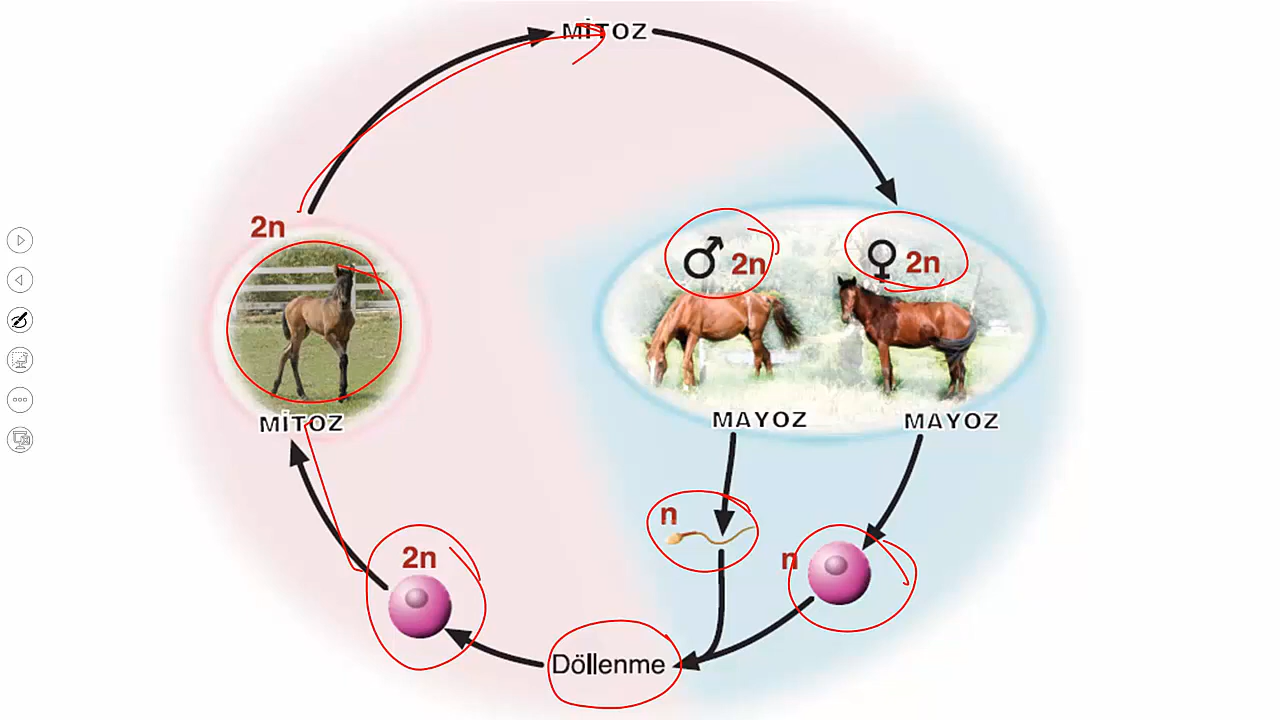 MİTOZ
2n
♂ 2n
♀ 2n
MİTOZ
MAYOZ
MAYOZ
n
n
2n
Döllenme